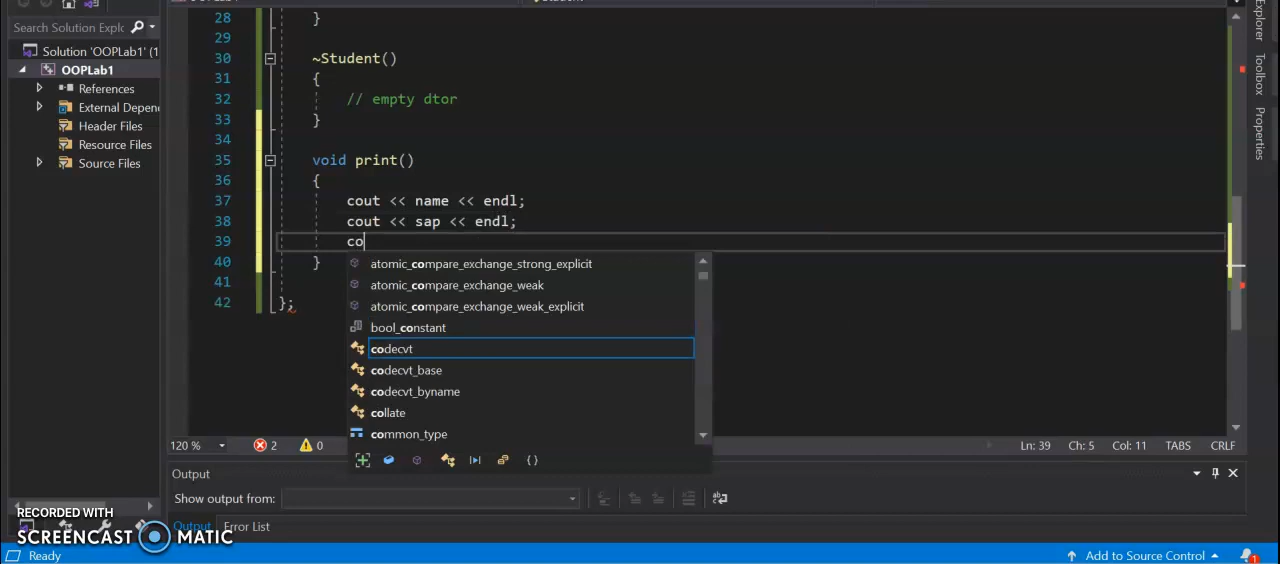 Search Solution Explc
Solution 'OOPLab1' (1
OOPLab1
References
External Depen
Header Files
Resource Files
Source Files
28 }
29
30 ~Student()
31 {
32 // empty dtor
33 }
34
35 void print()
36 {
37 cout << name << endl;
38 cout << sap << endl;
39 co
40 }
41
42 };
atomic_compare_exchange_strong_explicit
atomic_compare_exchange_weak
atomic_compare_exchange_weak_explicit
bool_constant
codecvt
codecvt_base
codecvt_byname
collate
common_type
{ }
Explorer
Toolbox
Properties
120 % 2 0 Ln: 39 Ch: 5 Col: 11 TABS CRLF
Output
Show output from:
Output Error List
RECORDED WITH
SCREENCAST MATIC
Ready Add to Source Control 1